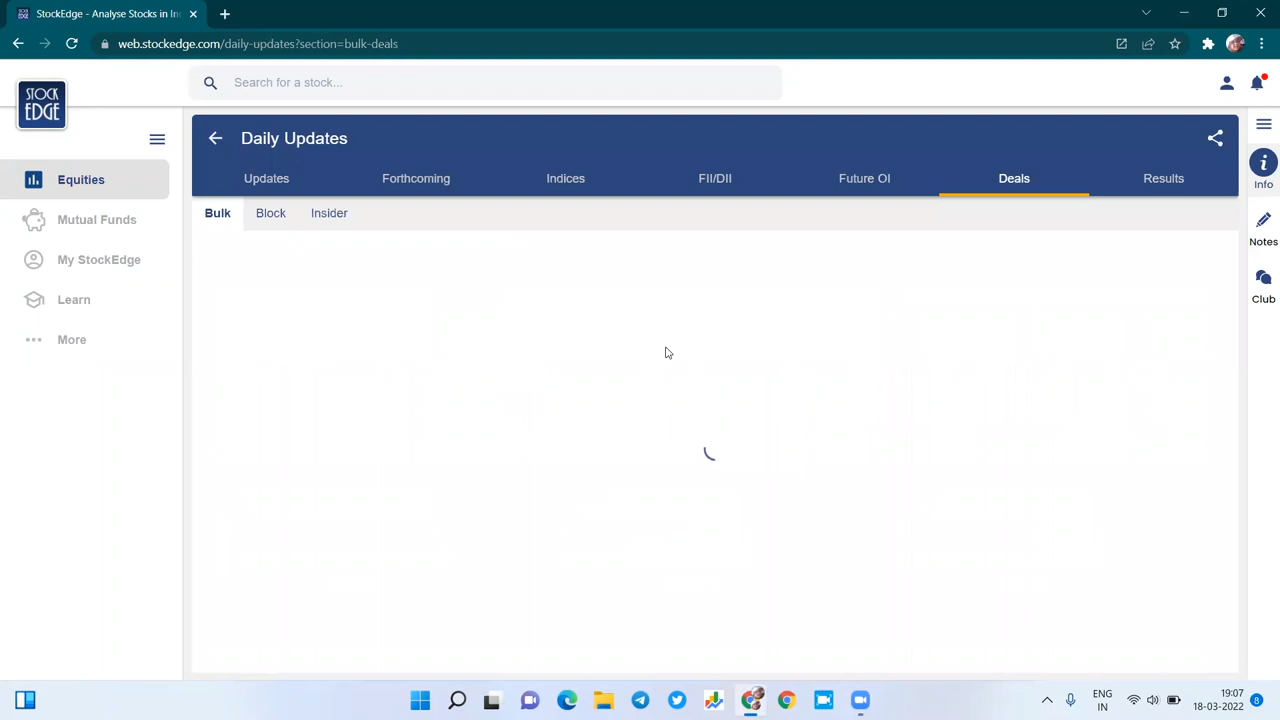 StockEdge - Analyse Stocks in In
web.stockedge.com/daily-updates?section=bulk-deals
STOCK
EDGE
Search for a stock...
Daily Updates
Updates
Forthcoming
Indices
FII/DII
Future OI
Deals
Results
Bulk
Block
Insider
Equities
Mutual Funds
My StockEdge
Learn
More
Info
Notes
Club
ENG
IN
19:07
18-03-2022
8